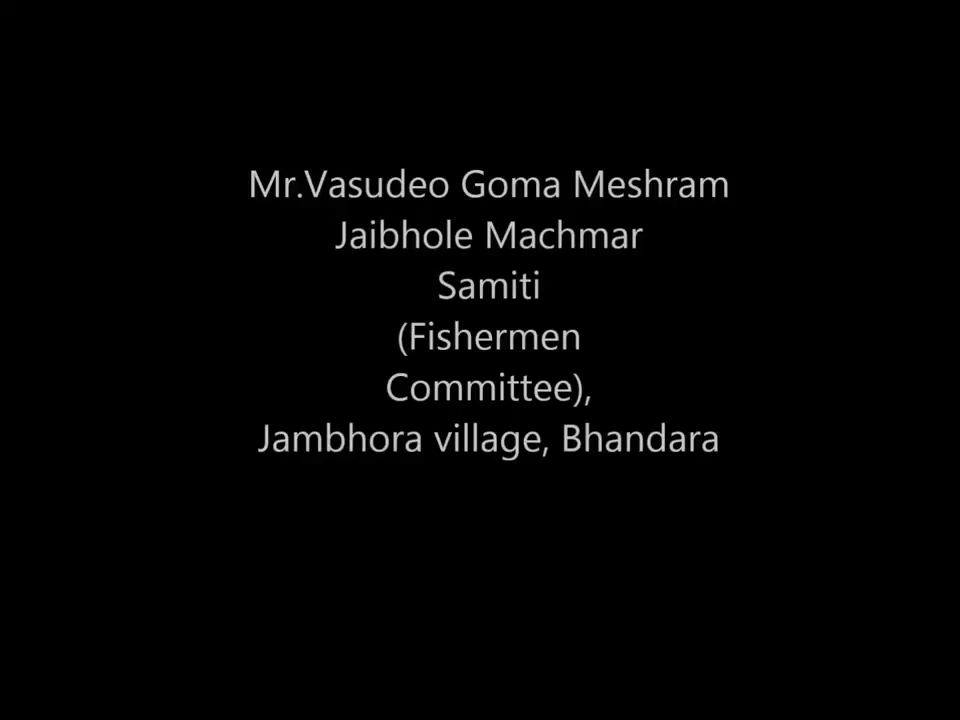 Mr.Vasudeo Goma Meshram
Jaibhole Machmar
Samiti
(Fishermen
Committee),
Jambhora village, Bhandara